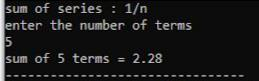 sum of series : 1/n
enter the number of terms
5
sum of 5 terms = 2.28
--------------------------------